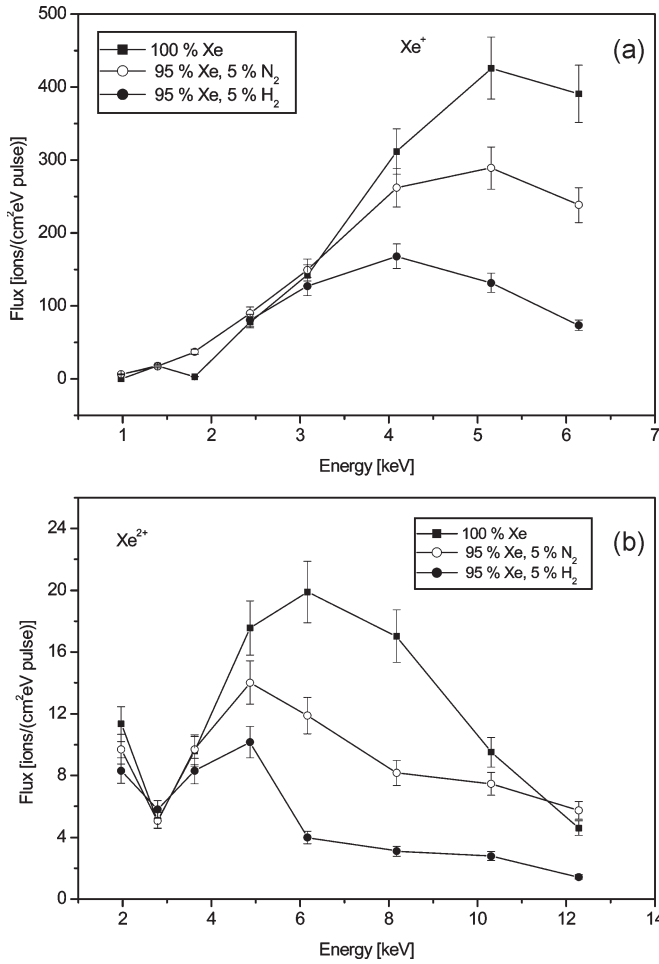 500
400
300
200
100
0
Flux [ions/(cm²eV pulse)]
100 % Xe
95 % Xe, 5 % N₂
95 % Xe, 5 % H₂
Xe⁺
(a)
1 2 3 4 5 6 7
Energy [keV]
24
20
16
12
8
4
0
Flux [ions/(cm²eV pulse)]
Xe²⁺
100 % Xe
95 % Xe, 5 % N₂
95 % Xe, 5 % H₂
(b)
2 4 6 8 10 12 14
Energy [keV]